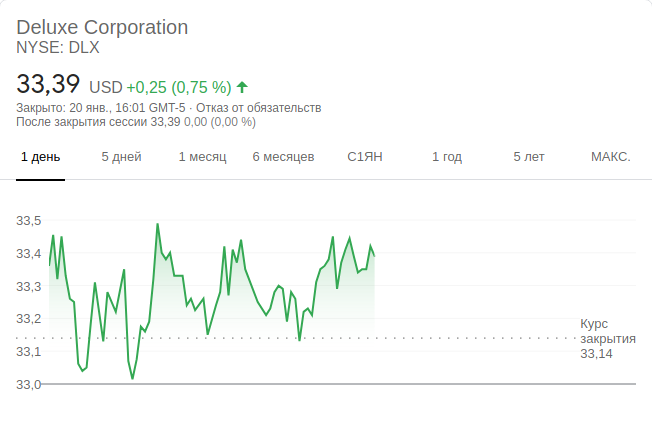 Deluxe Corporation
NYSE: DLX
33,39 USD +0,25 (0,75 %)
Закрыто: 20 янв., 16:01 GMT-5 · Отказ от обязательств
После закрытия сессии 33,39 0,00 (0,00 %)
1 день 5 дней 1 месяц 6 месяцев С1ЯН 1 год 5 лет МАКС.
33,5
33,4
33,3
33,2
33,1
33,0
Курс
закрытия
33,14